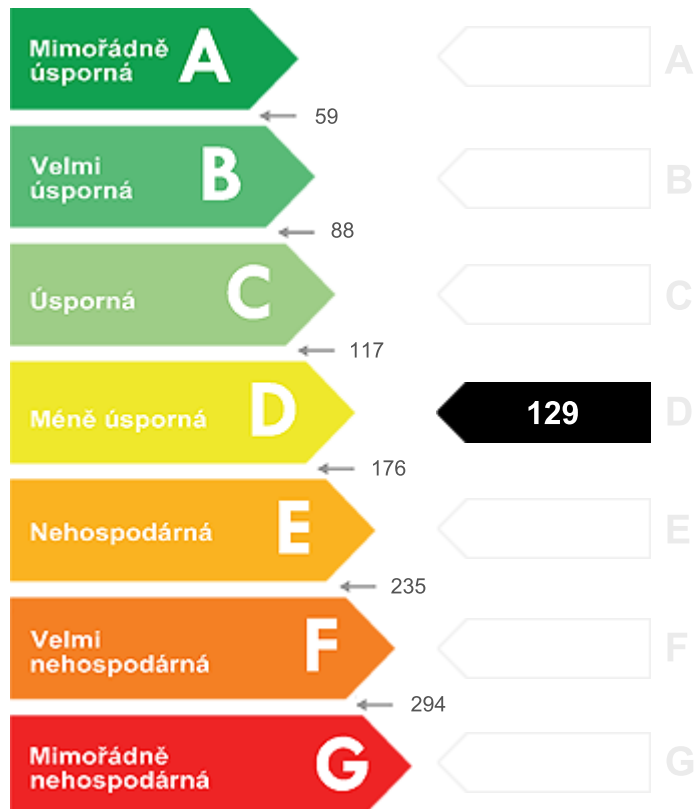 Mimořádně
úsporná
A
A
59
Velmi
úsporná
B
B
88
Úsporná
C
C
117
Méně úsporná
D
129
D
176
Nehospodárná
E
E
235
Velmi
nehospodárná
F
F
294
Mimořádně
nehospodárná
G
G